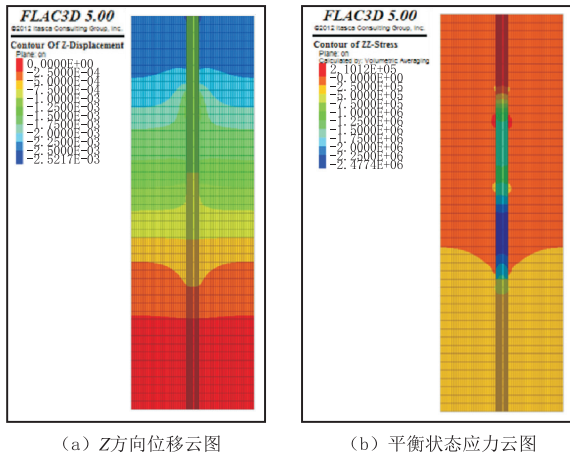 FLAC3D 5.00
©2012 Itasca Consulting Group, Inc.
Contour Of Z-Displacement
Plane: on
0.0000E+00
-2.5000E-04
-5.0000E-04
-7.5000E-04
-1.0000E-03
-1.2500E-03
-1.5000E-03
-1.7500E-03
-2.0000E-03
-2.2500E-03
-2.5000E-03
-2.5217E-03
(a) Z方向位移云图
FLAC3D 5.00
©2012 Itasca Consulting Group, Inc.
Contour of ZZ-Stress
Plane: on
Calculated by: Volumetric Averaging
2.1012E+05
0.0000E+00
-2.5000E+05
-5.0000E+05
-7.5000E+05
-1.0000E+06
-1.2500E+06
-1.5000E+06
-1.7500E+06
-2.0000E+06
-2.2500E+06
-2.4774E+06
(b) 平衡状态应力云图